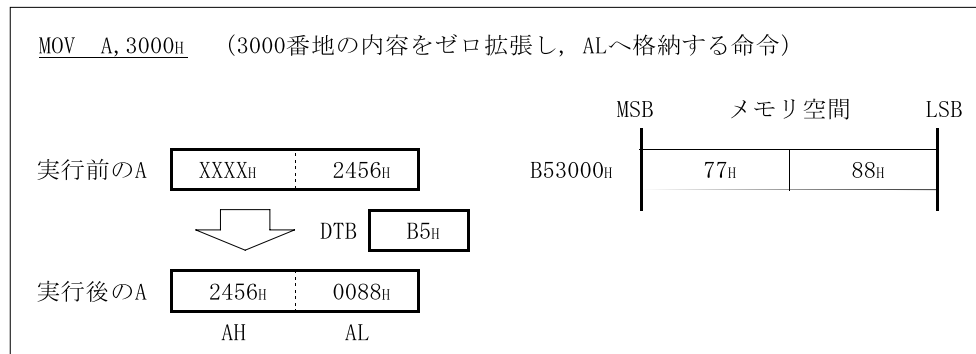 MOV A,3000H （3000番地の内容をゼロ拡張し，ALへ格納する命令）
MSB メモリ空間 LSB
実行前のA XXXXH 2456H B53000H 77H 88H
DTB B5H
実行後のA 2456H 0088H
AH AL